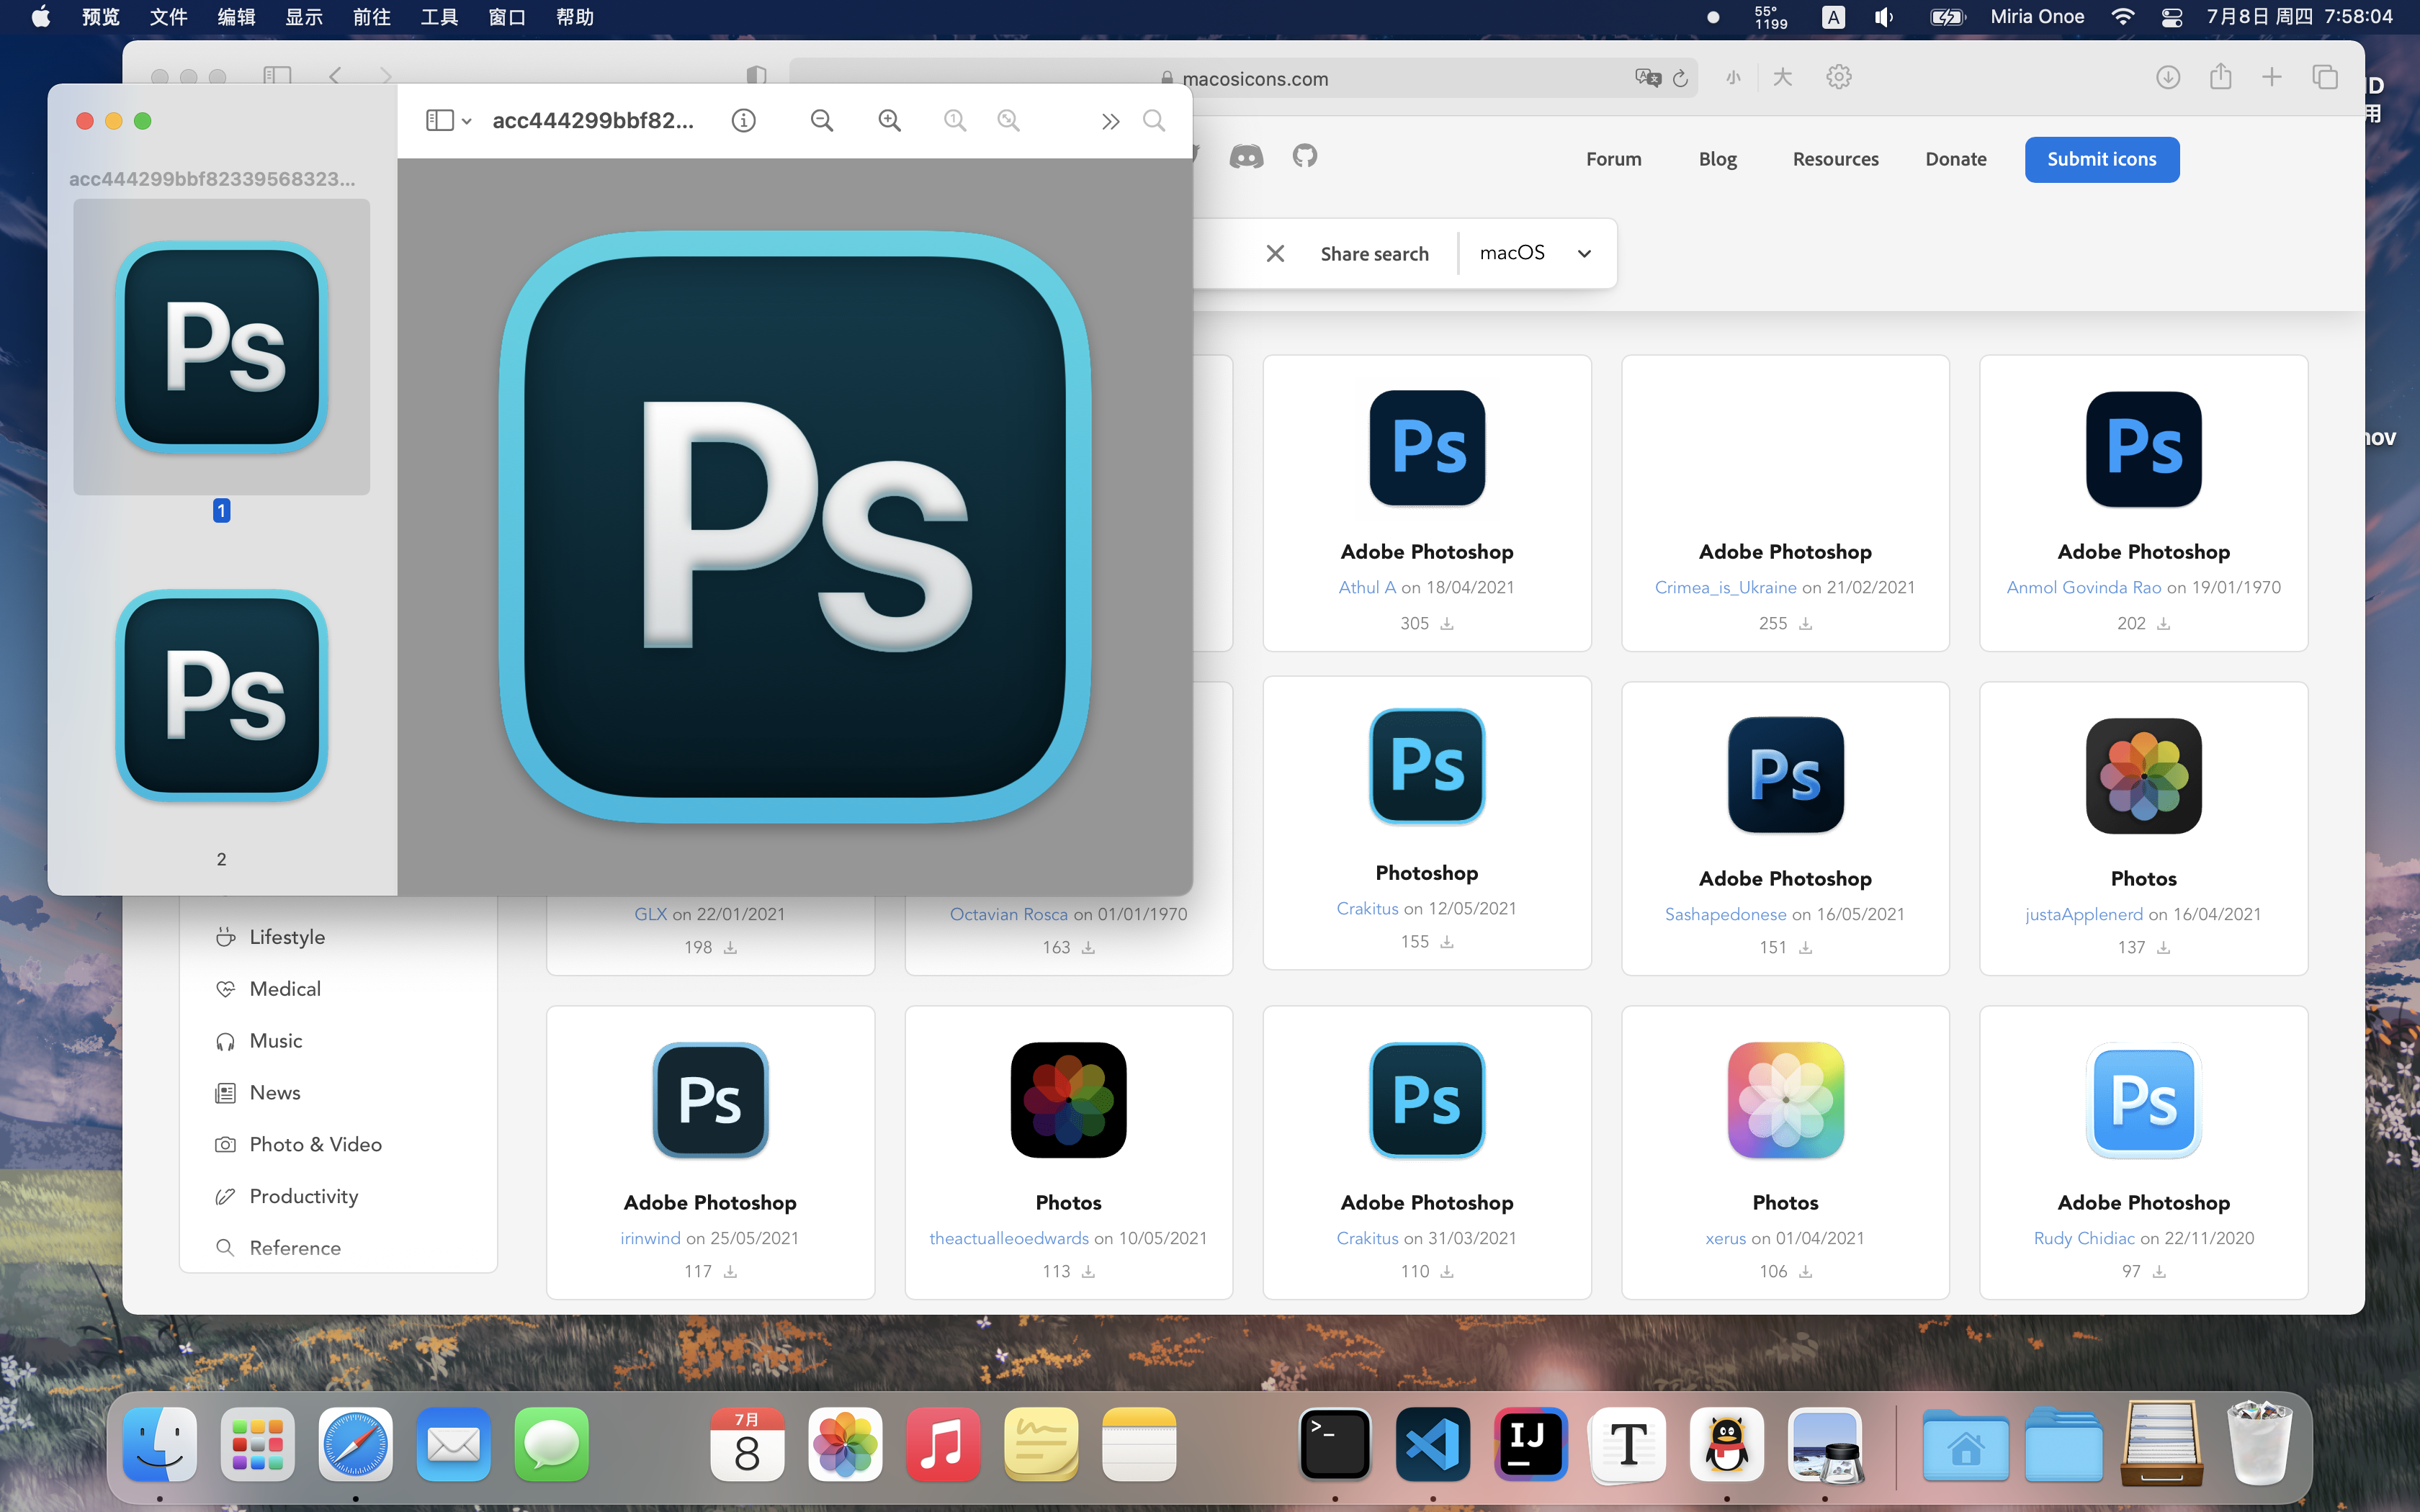 预览 文件 编辑 显示 前往 工具 窗口 帮助
55°
1199
A
Miria Onoe
7月8日 周四 7:58:04
macosicons.com
小 大
acc444299bbf82...
acc444299bbf82339568323...
Ps
1
Ps
2
Ps
Forum
Blog
Resources
Donate
Submit icons
Share search
macOS
Ps
Adobe Photoshop
Athul A on 18/04/2021
305
Adobe Photoshop
Crimea_is_Ukraine on 21/02/2021
255
Ps
Adobe Photoshop
Anmol Govinda Rao on 19/01/1970
202
GLX on 22/01/2021
198
Octavian Rosca on 01/01/1970
163
Ps
Photoshop
Crakitus on 12/05/2021
155
Ps
Adobe Photoshop
Sashapedonese on 16/05/2021
151
Photos
justaApplenerd on 16/04/2021
137
Lifestyle
Medical
Music
News
Photo & Video
Productivity
Reference
Ps
Adobe Photoshop
irinwind on 25/05/2021
117
Photos
theactualleoedwards on 10/05/2021
113
Ps
Adobe Photoshop
Crakitus on 31/03/2021
110
Photos
xerus on 01/04/2021
106
Ps
Adobe Photoshop
Rudy Chidiac on 22/11/2020
97
7月
8
>_
IJ
T